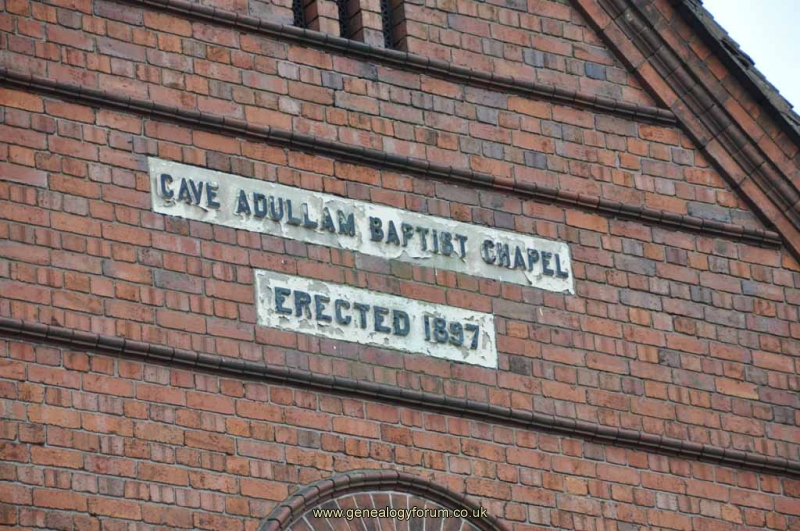 CAVE ADULLAM BAPTIST CHAPEL
ERECTED 1897
www.genealogyforum.co.uk